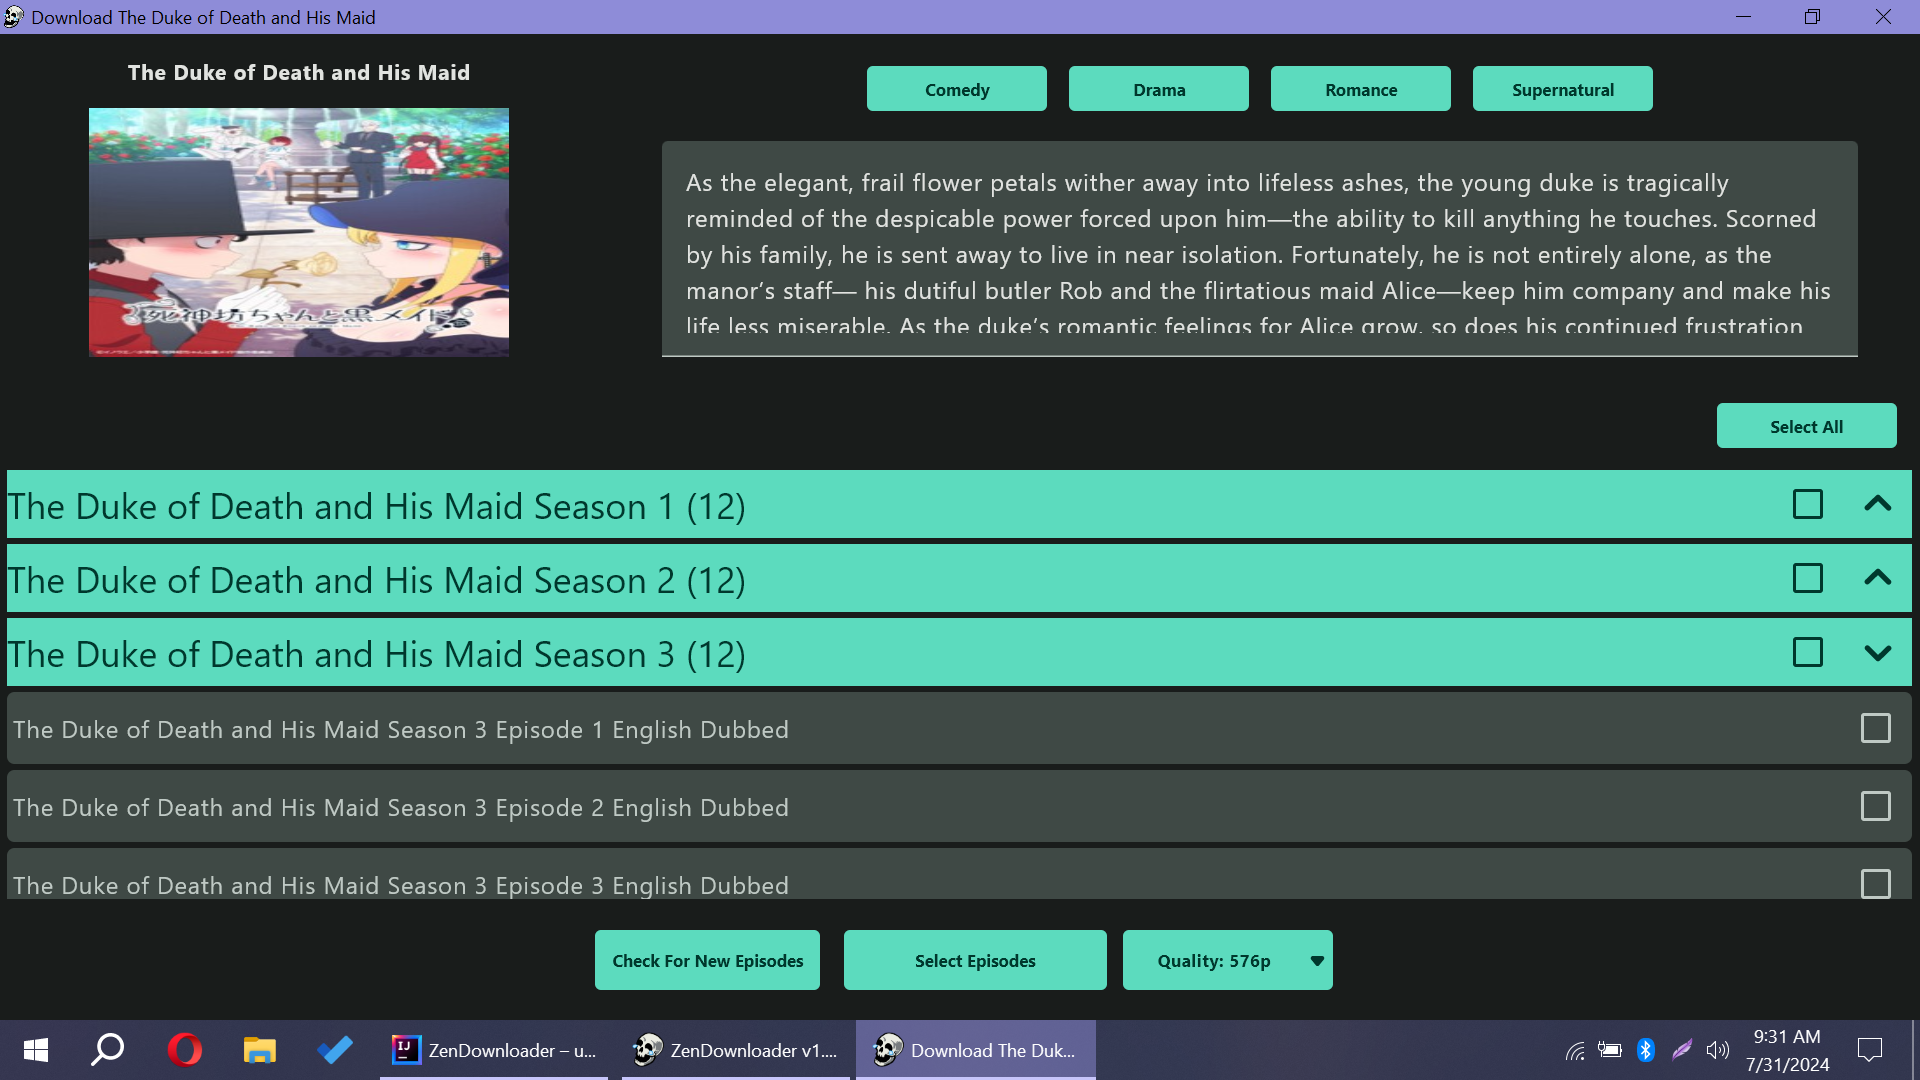 Download The Duke of Death and His Maid
The Duke of Death and His Maid
Comedy
Drama
Romance
Supernatural
死神坊ちゃんと黒メイド
As the elegant, frail flower petals wither away into lifeless ashes, the young duke is tragically
reminded of the despicable power forced upon him—the ability to kill anything he touches. Scorned
by his family, he is sent away to live in near isolation. Fortunately, he is not entirely alone, as the
manor’s staff— his dutiful butler Rob and the flirtatious maid Alice—keep him company and make his
life less miserable. As the duke’s romantic feelings for Alice grow, so does his continued frustration
Select All
The Duke of Death and His Maid Season 1 (12)
The Duke of Death and His Maid Season 2 (12)
The Duke of Death and His Maid Season 3 (12)
The Duke of Death and His Maid Season 3 Episode 1 English Dubbed
The Duke of Death and His Maid Season 3 Episode 2 English Dubbed
The Duke of Death and His Maid Season 3 Episode 3 English Dubbed
Check For New Episodes
Select Episodes
Quality: 576p
IJ
ZenDownloader – u...
ZenDownloader v1....
Download The Duk...
9:31 AM
7/31/2024